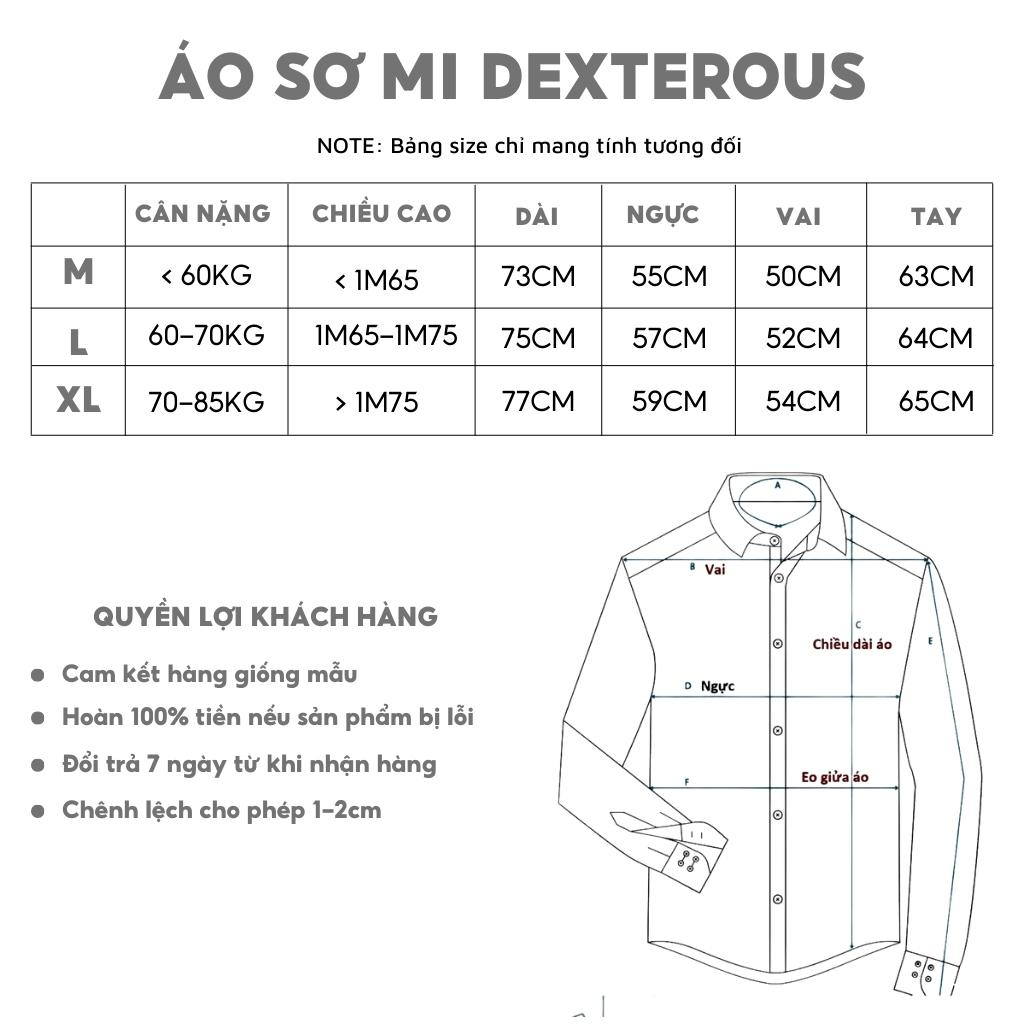 ÁO SƠ MI DEXTEROUS
NOTE: Bảng size chỉ mang tính tương đối
CÂN NẶNG CHIỀU CAO DÀI NGỰC VAI TAY
M < 60KG < 1M65 73CM 55CM 50CM 63CM
L 60-70KG 1M65-1M75 75CM 57CM 52CM 64CM
XL 70-85KG > 1M75 77CM 59CM 54CM 65CM
A
B Vai
C
E
Chiều dài áo
D Ngực
Eo giửa áo
F
QUYỀN LỢI KHÁCH HÀNG
Cam kết hàng giống mẫu
Hoàn 100% tiền nếu sản phẩm bị lỗi
Đổi trả 7 ngày từ khi nhận hàng
Chênh lệch cho phép 1-2cm